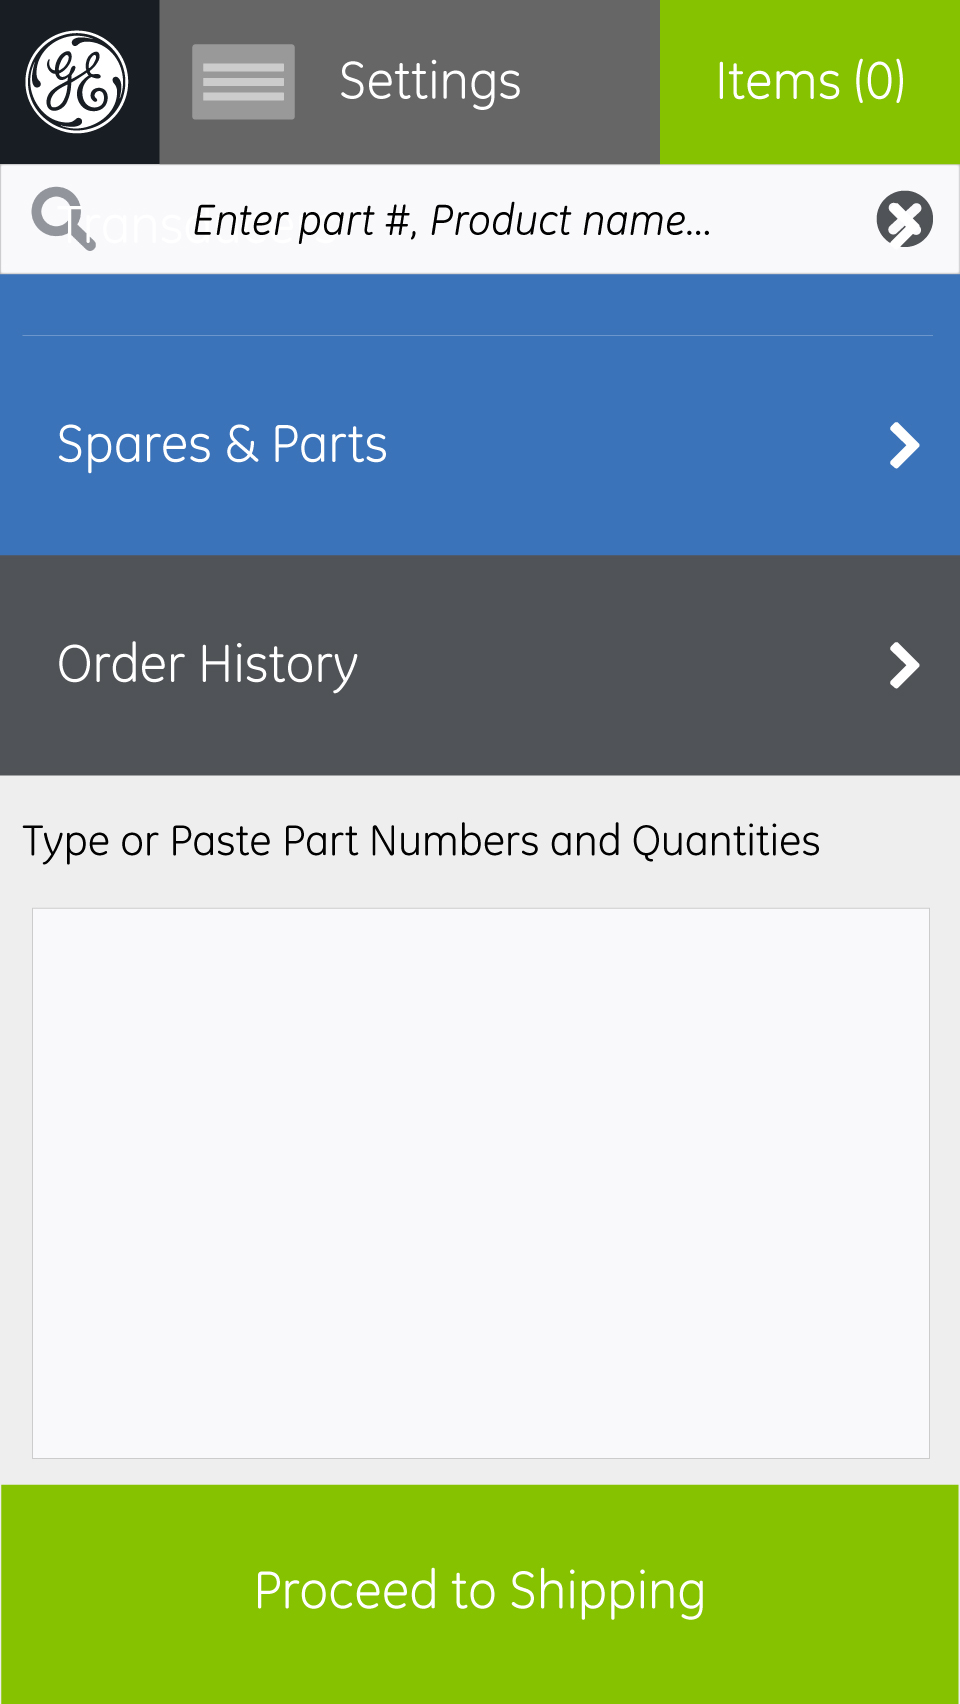 GE
Settings
Items (0)
Enter part #, Product name...
Spares & Parts
Order History
Type or Paste Part Numbers and Quantities
Proceed to Shipping